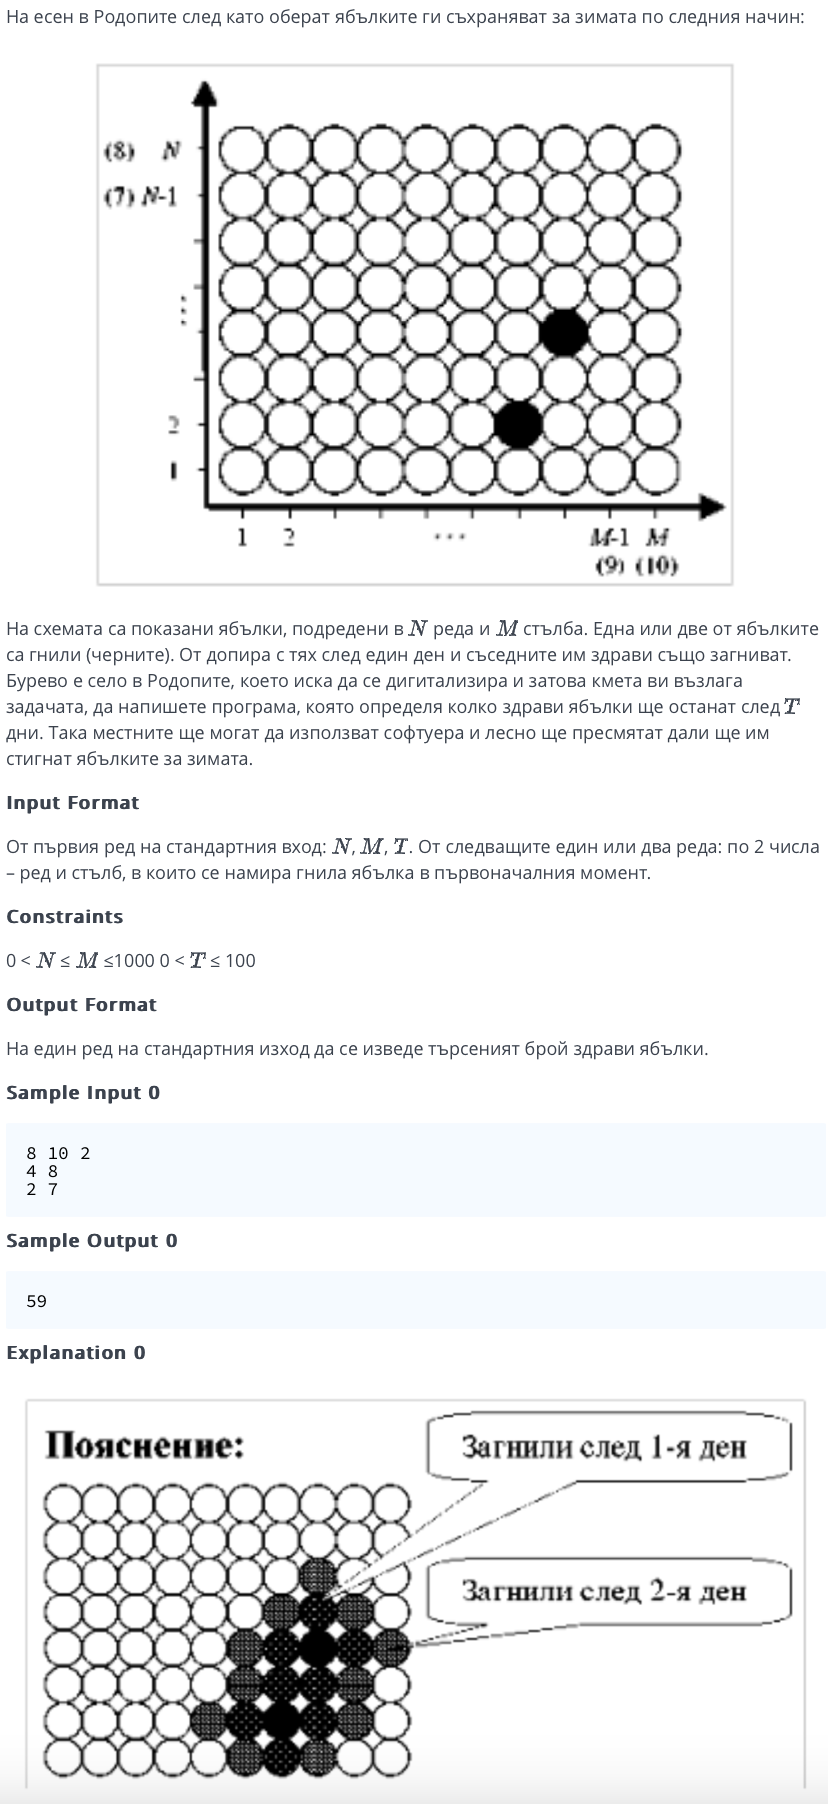 На есен в Родопите след като оберат ябълките ги съхраняват за зимата по следния начин:
(8) N
(7) N-1
...
2
1
1 2 ... M-1 M
(9) (10)
На схемата са показани ябълки, подредени в N реда и M стълба. Една или две от ябълките
са гнили (черните). От допира с тях след един ден и съседните им здрави също загниват.
Бурево е село в Родопите, което иска да се дигитализира и затова кмета ви възлага
задачата, да напишете програма, която определя колко здрави ябълки ще останат след T
дни. Така местните ще могат да използват софтуера и лесно ще пресмятат дали ще им
стигнат ябълките за зимата.
Input Format
От първия ред на стандартния вход: N, M, T. От следващите един или два реда: по 2 числа
– ред и стълб, в които се намира гнила ябълка в първоначалния момент.
Constraints
0 < N ≤ M ≤1000 0 < T ≤ 100
Output Format
На един ред на стандартния изход да се изведе търсеният брой здрави ябълки.
Sample Input 0
8 10 2
4 8
2 7
Sample Output 0
59
Explanation 0
Пояснение:
Загнили след 1-я ден
Загнили след 2-я ден